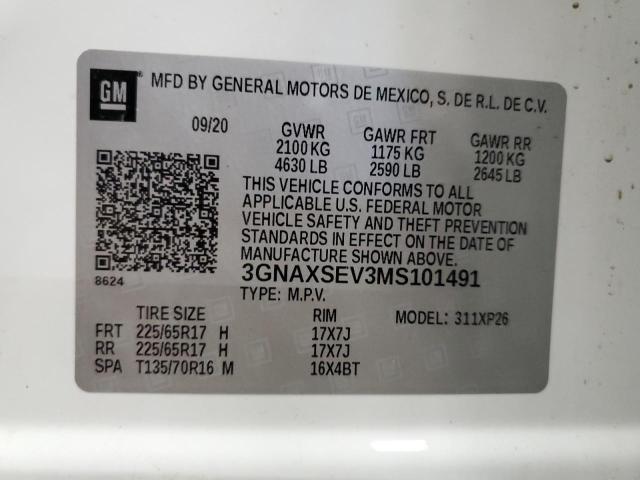 GM
MFD BY GENERAL MOTORS DE MEXICO, S. DE R.L. DE C.V.
09/20 GVWR GAWR FRT GAWR RR
2100 KG 1175 KG 1200 KG
4630 LB 2590 LB 2645 LB
THIS VEHICLE CONFORMS TO ALL
APPLICABLE U.S. FEDERAL MOTOR
VEHICLE SAFETY AND THEFT PREVENTION
STANDARDS IN EFFECT ON THE DATE OF
MANUFACTURE SHOWN ABOVE.
8624 3GNAXSEV3MS101491
TYPE: M.P.V.
TIRE SIZE RIM MODEL: 311XP26
FRT 225/65R17 H 17X7J
RR 225/65R17 H 17X7J
SPA T135/70R16 M 16X4BT